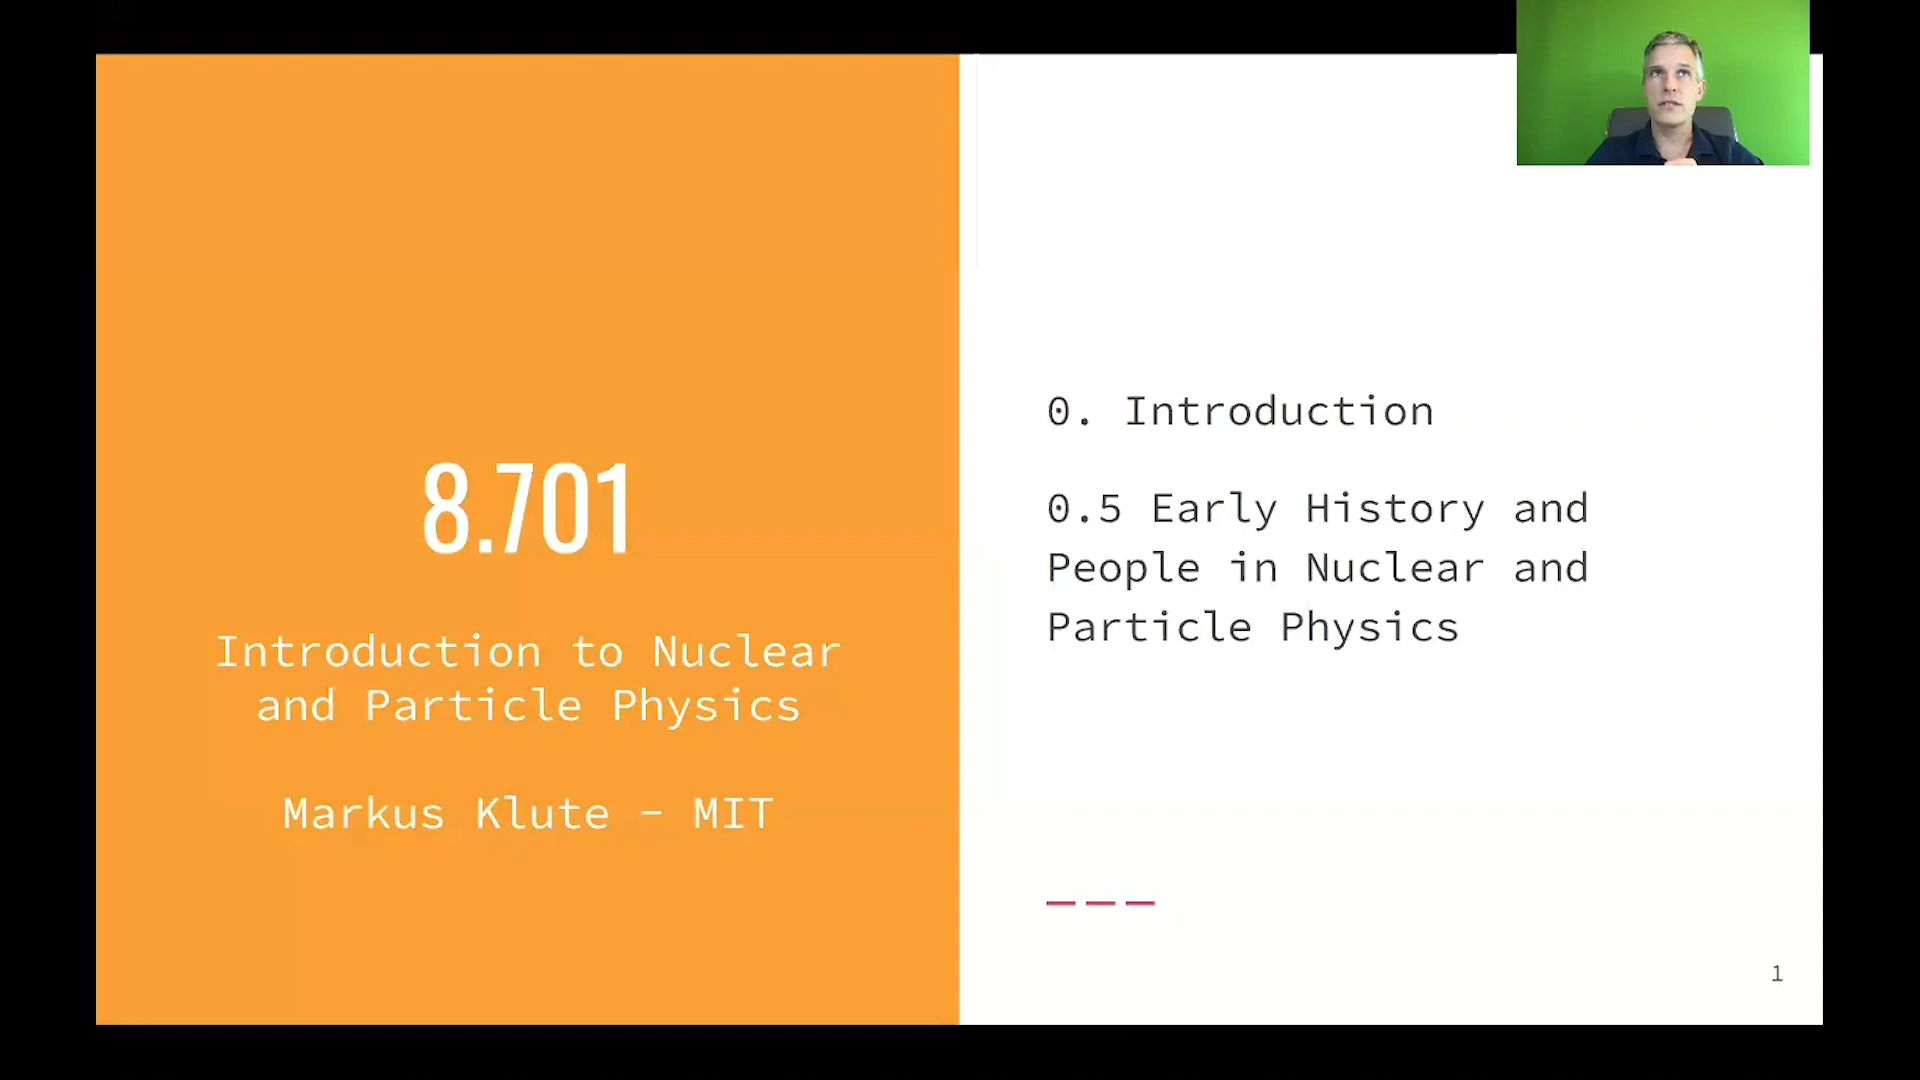 8.701
Introduction to Nuclear
and Particle Physics
Markus Klute – MIT
0. Introduction
0.5 Early History and
People in Nuclear and
Particle Physics
1